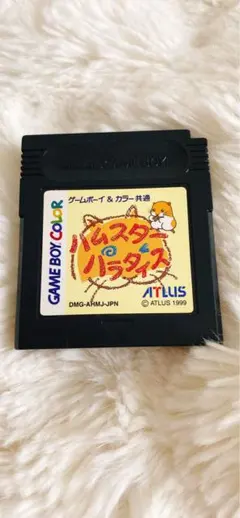 ゲームボーイ&カラー共通
GAME BOY COLOR
ハムスター
パラダイス
DMG-AHMJ-JPN
ATLUS
© ATLUS 1999